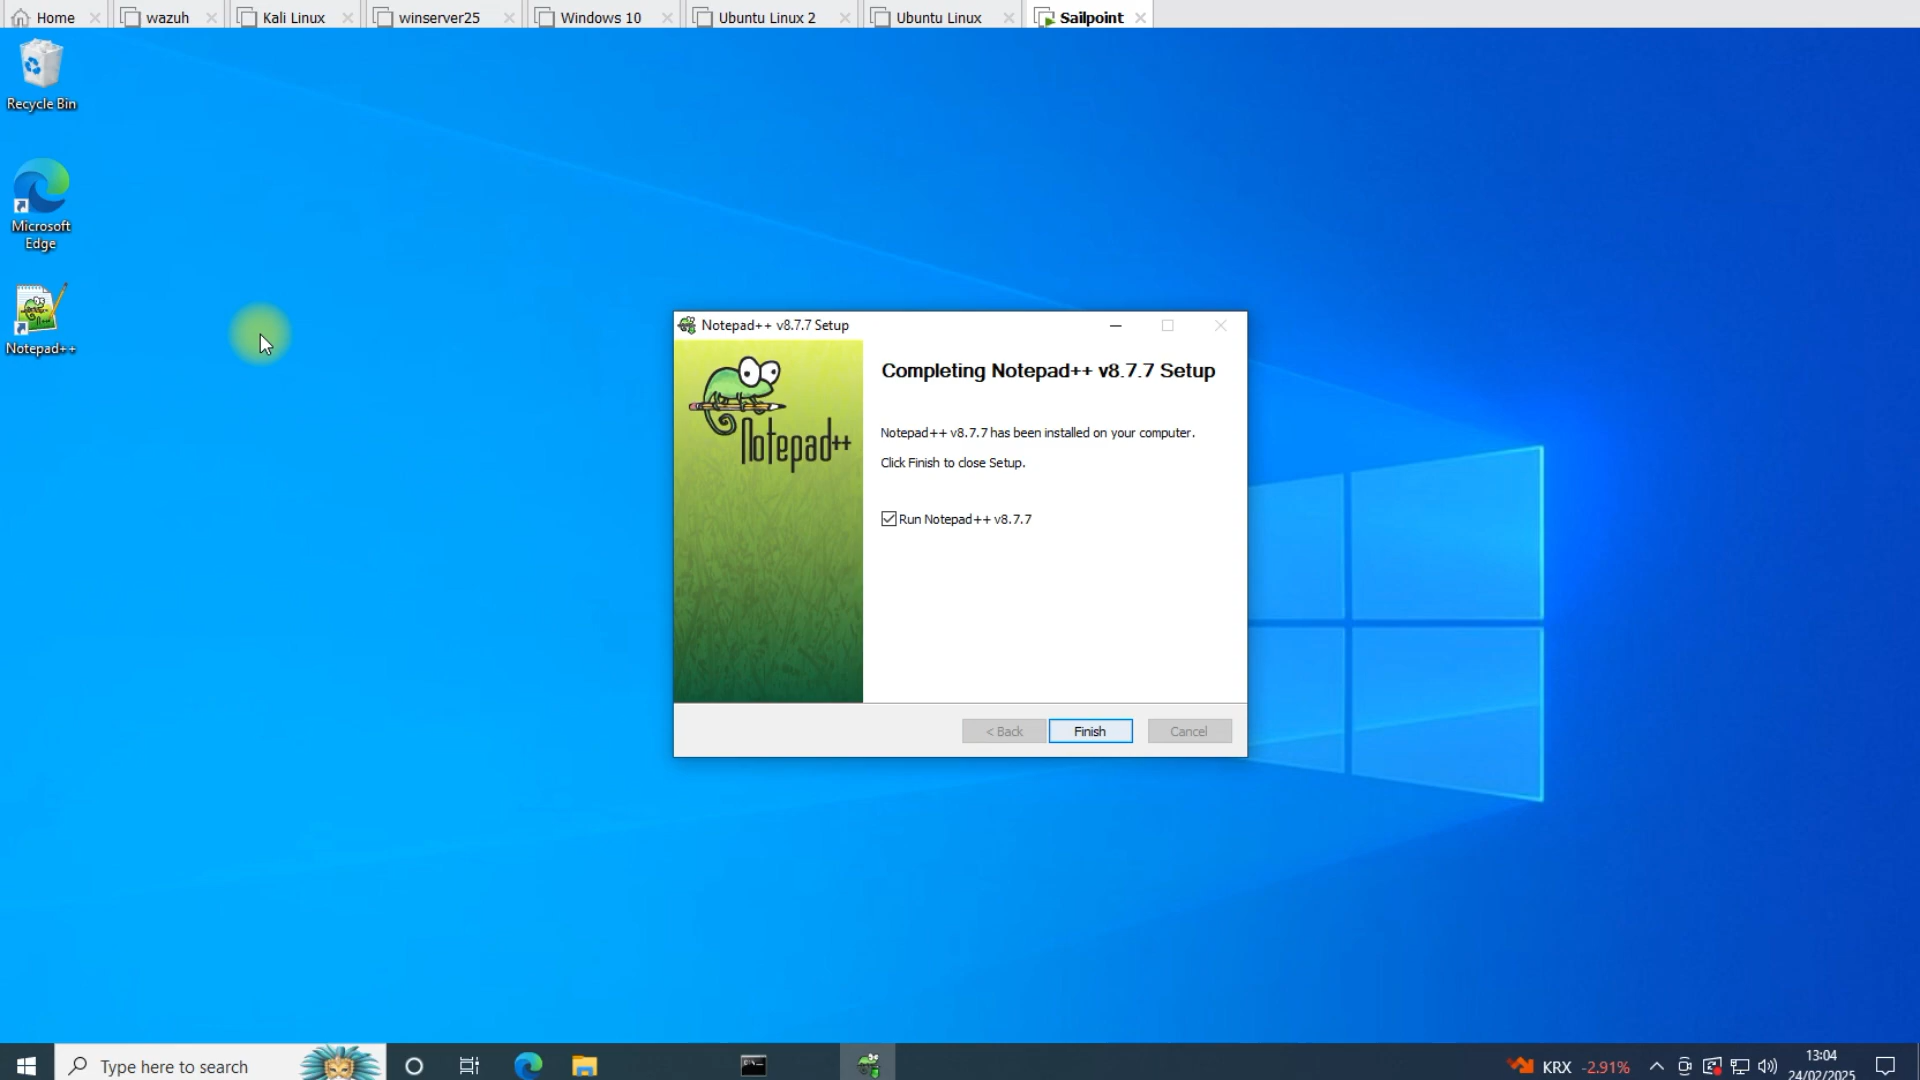 Home
wazuh
Kali Linux
winserver25
Windows 10
Ubuntu Linux 2
Ubuntu Linux
Sailpoint
Recycle Bin
Microsoft
Edge
Notepad++
Notepad++ v8.7.7 Setup
Notepad++
Completing Notepad++ v8.7.7 Setup
Notepad++ v8.7.7 has been installed on your computer.
Click Finish to close Setup.
Run Notepad++ v8.7.7
< Back
Finish
Cancel
Type here to search
KRX -2.91%
13:04
24/02/2025